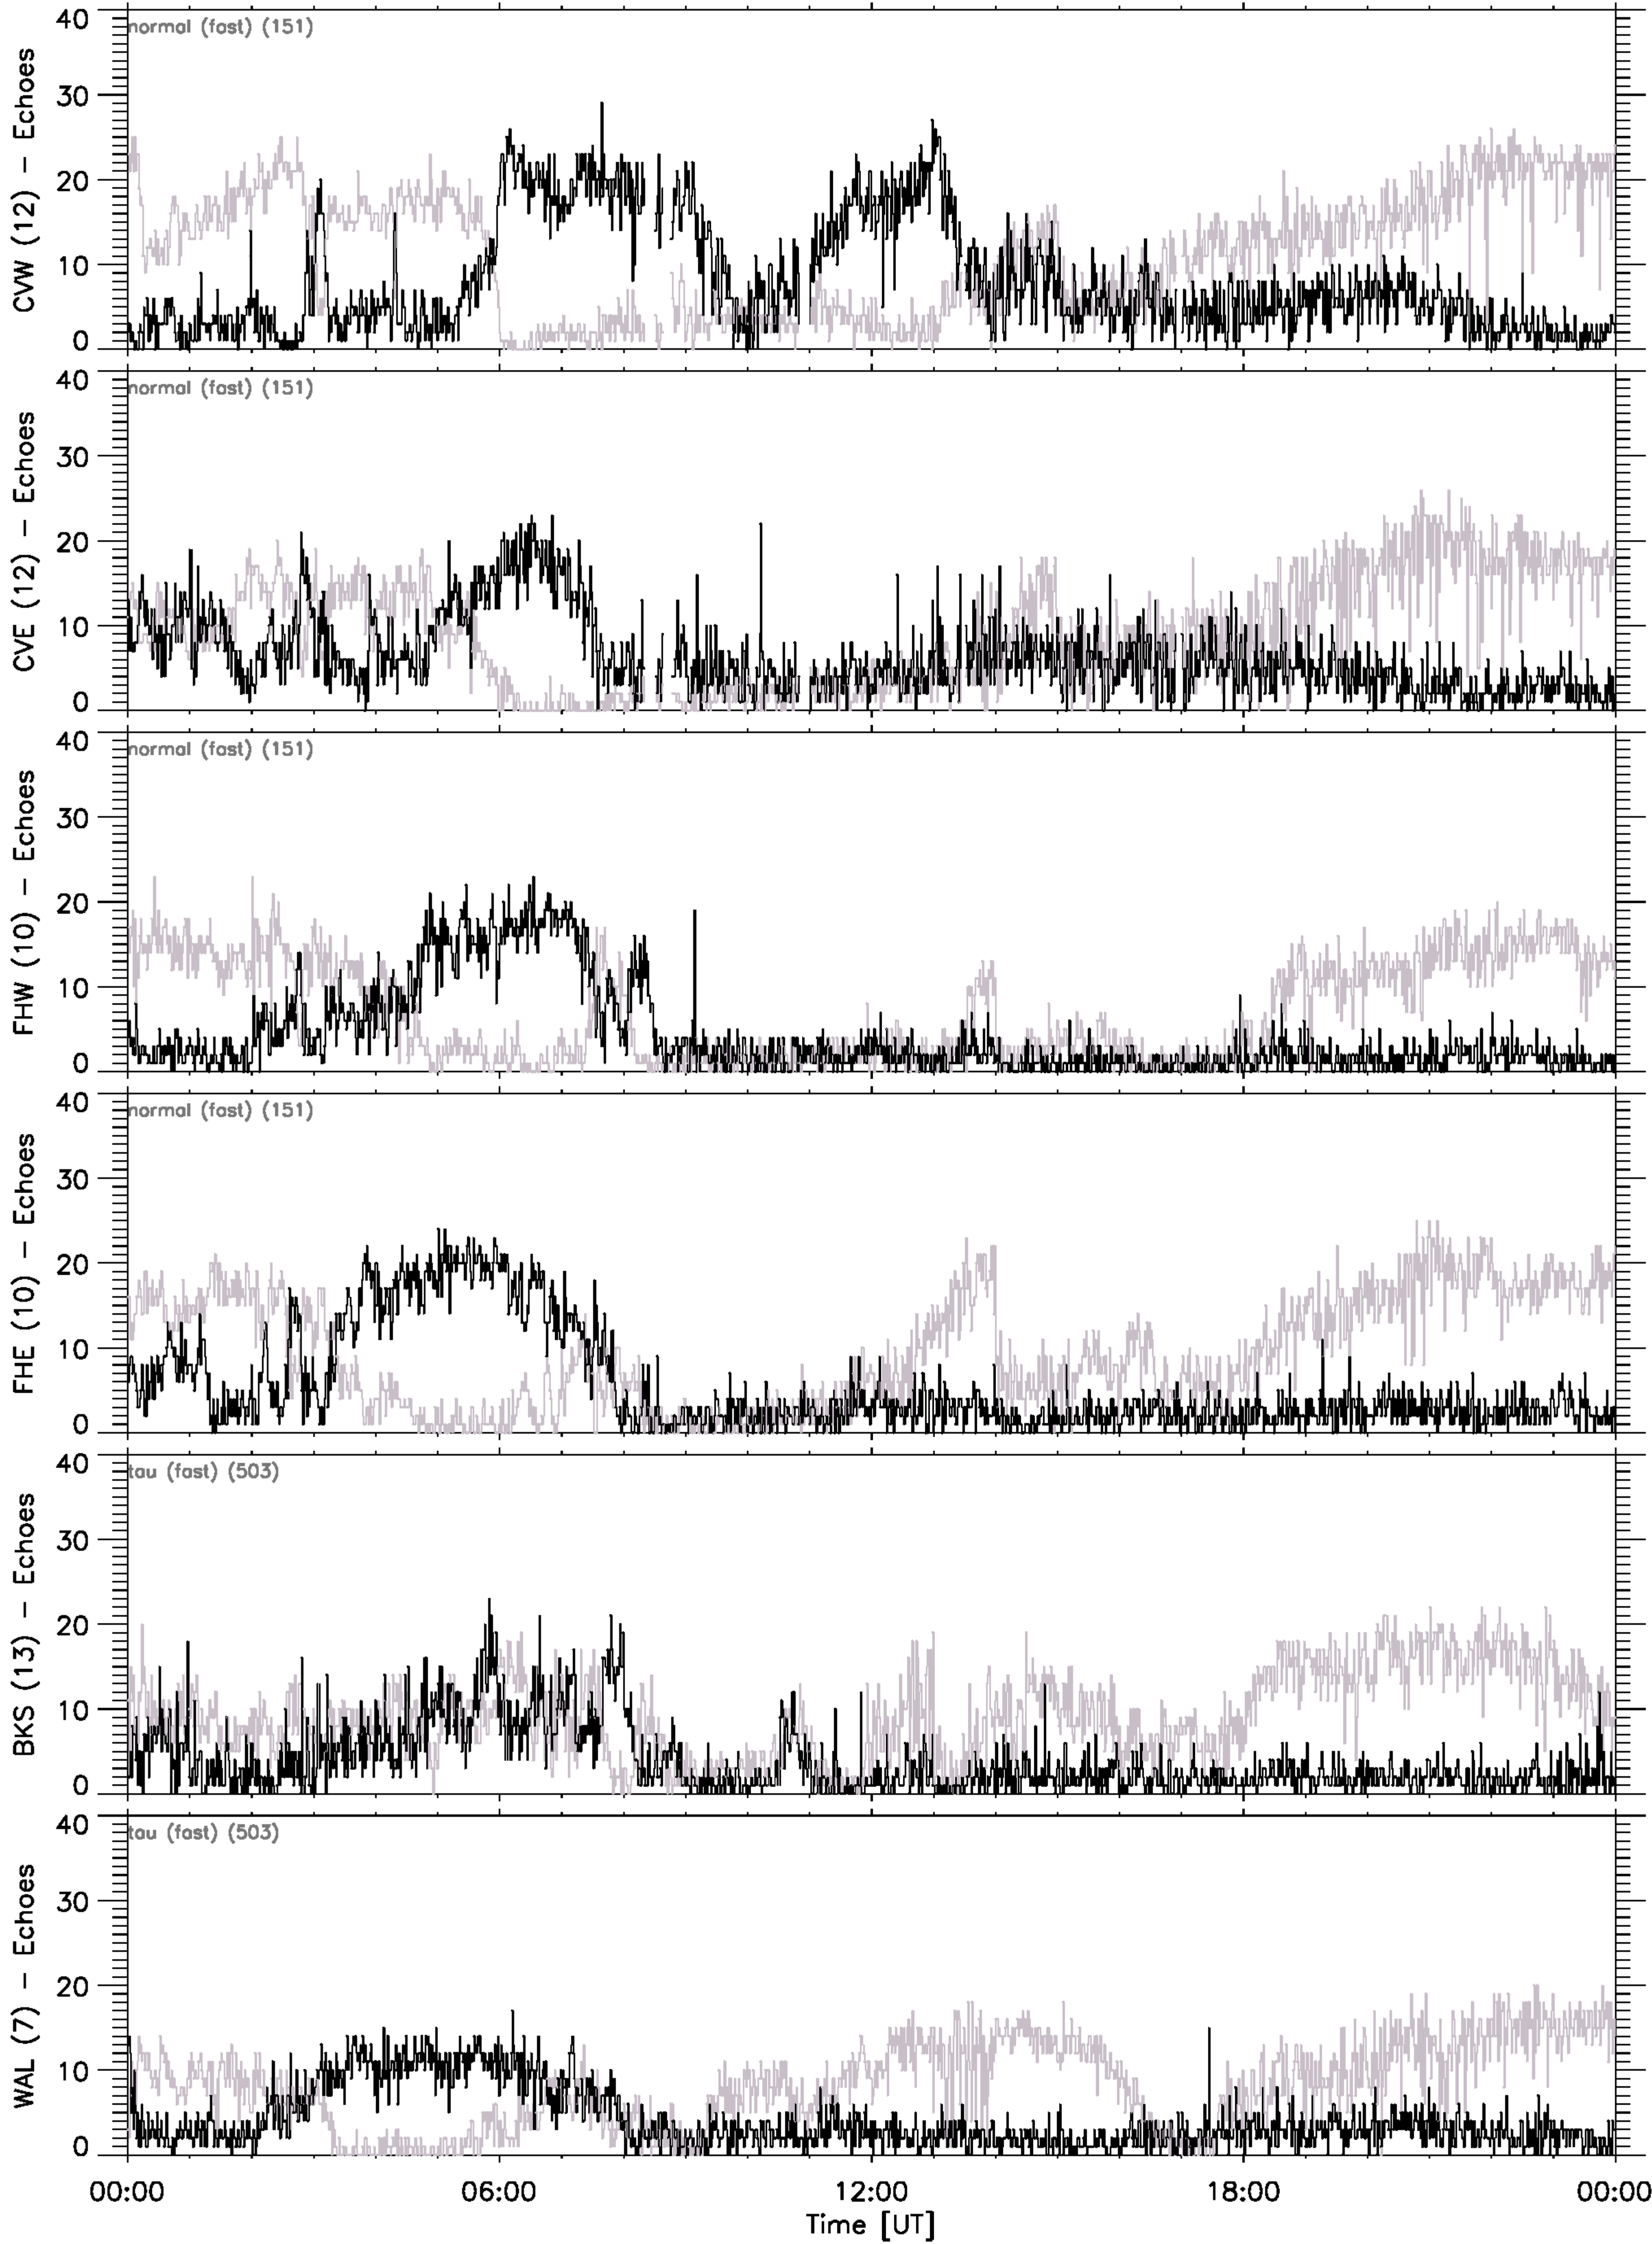 40
normal (fast) (151)
30
20
10
0
CVW (12) – Echoes
40
normal (fast) (151)
30
20
10
0
CVE (12) – Echoes
40
normal (fast) (151)
30
20
10
0
FHW (10) – Echoes
40
normal (fast) (151)
30
20
10
0
FHE (10) – Echoes
40
tau (fast) (503)
30
20
10
0
BKS (13) – Echoes
40
tau (fast) (503)
30
20
10
0
WAL (7) – Echoes
00:00 06:00 12:00 18:00 00:00
Time [UT]